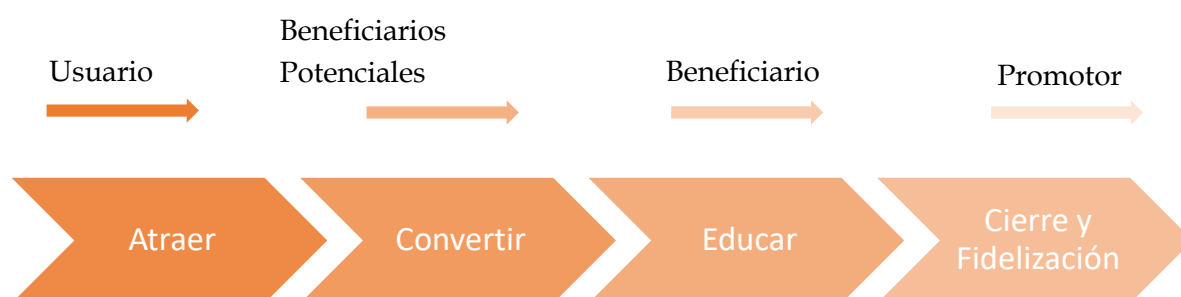 Usuario
Beneficiarios
Potenciales
Beneficiario
Promotor
Atraer
Convertir
Educar
Cierre y
Fidelización